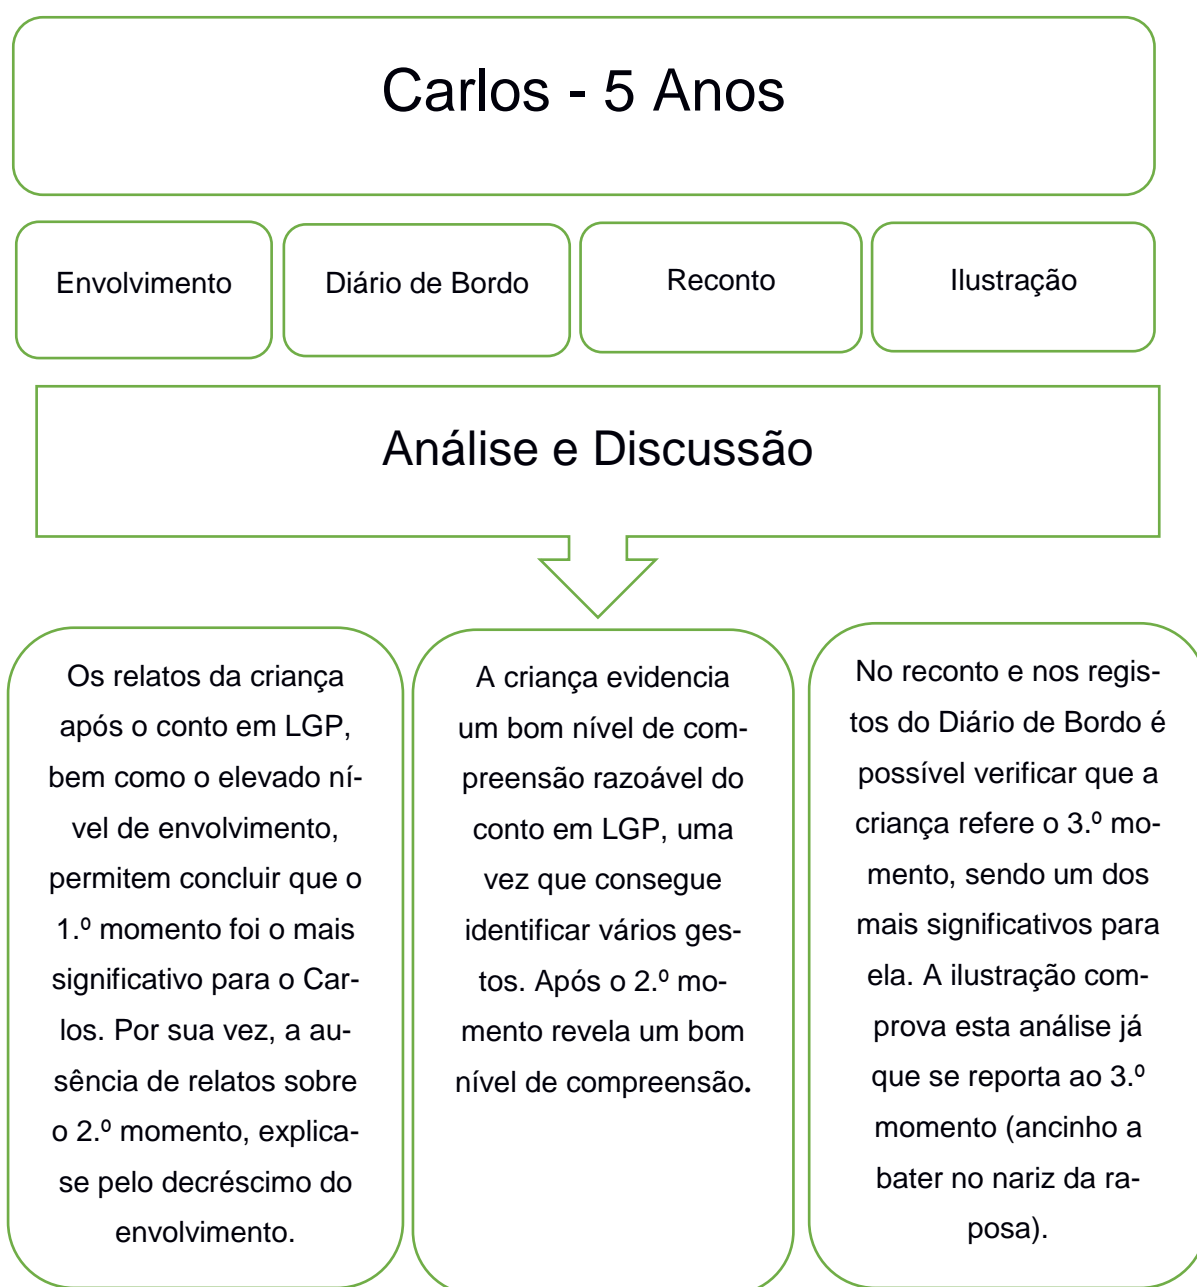 Carlos - 5 Anos
Envolvimento
Diário de Bordo
Reconto
Ilustração
Análise e Discussão
Os relatos da criança
após o conto em LGP,
bem como o elevado ní-
vel de envolvimento,
permitem concluir que o
1.º momento foi o mais
significativo para o Car-
los. Por sua vez, a au-
sência de relatos sobre
o 2.º momento, explica-
se pelo decréscimo do
envolvimento.
A criança evidencia
um bom nível de com-
preensão razoável do
conto em LGP, uma
vez que consegue
identificar vários ges-
tos. Após o 2.º mo-
mento revela um bom
nível de compreensão.
No reconto e nos regis-
tos do Diário de Bordo é
possível verificar que a
criança refere o 3.º mo-
mento, sendo um dos
mais significativos para
ela. A ilustração com-
prova esta análise já
que se reporta ao 3.º
momento (ancinho a
bater no nariz da ra-
posa).